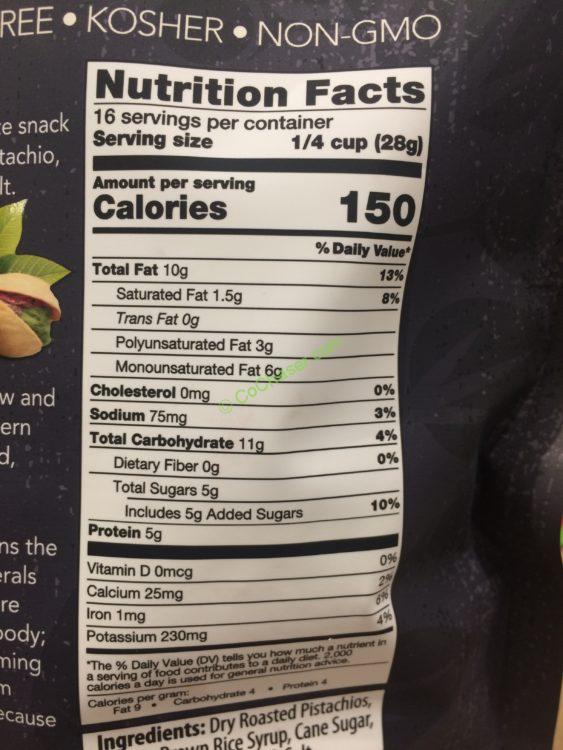 REE • KOSHER • NON-GMO
Nutrition Facts
16 servings per container
Serving size 1/4 cup (28g)
Amount per serving
Calories 150
% Daily Value*
Total Fat 10g 13%
Saturated Fat 1.5g 8%
Trans Fat 0g
Polyunsaturated Fat 3g
Monounsaturated Fat 6g
Cholesterol 0mg 0%
Sodium 75mg 3%
Total Carbohydrate 11g 4%
Dietary Fiber 0g 0%
Total Sugars 5g
Includes 5g Added Sugars 10%
Protein 5g
Vitamin D 0mcg 0%
Calcium 25mg 2%
Iron 1mg 6%
Potassium 230mg 4%
*The % Daily Value (DV) tells you how much a nutrient in
a serving of food contributes to a daily diet. 2,000
calories a day is used for general nutrition advice.
Calories per gram:
Fat 9 • Carbohydrate 4 • Protein 4
Ingredients: Dry Roasted Pistachios,
Rice Syrup, Cane Sugar,
ze snack
tachio,
lt.
w and
ern
d,
ns the
erals
re
ody;
ming
m
ecause
© CoCh